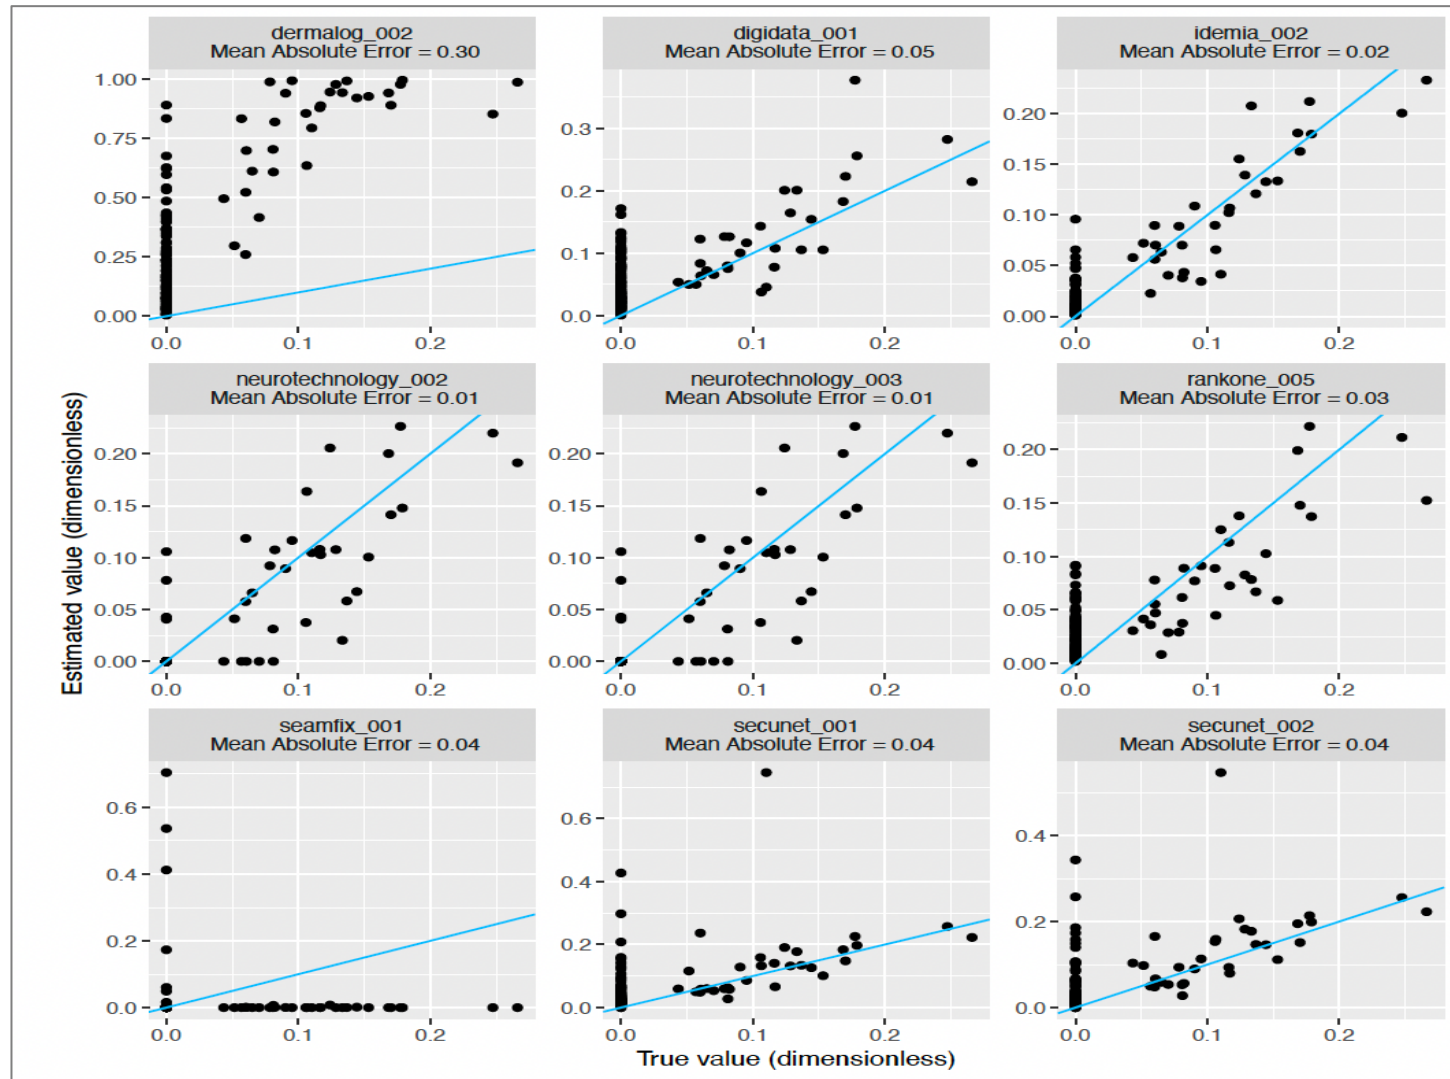 dermalog_002
Mean Absolute Error = 0.30
digidata_001
Mean Absolute Error = 0.05
idemia_002
Mean Absolute Error = 0.02
1.00
0.75
0.50
0.25
0.00
0.0 0.1 0.2
0.3
0.2
0.1
0.0
0.0 0.1 0.2
0.20
0.15
0.10
0.05
0.00
0.0 0.1 0.2
Estimated value (dimensionless)
neurotechnology_002
Mean Absolute Error = 0.01
neurotechnology_003
Mean Absolute Error = 0.01
rankone_005
Mean Absolute Error = 0.03
0.20
0.15
0.10
0.05
0.00
0.0 0.1 0.2
0.20
0.15
0.10
0.05
0.00
0.0 0.1 0.2
0.20
0.15
0.10
0.05
0.00
0.0 0.1 0.2
seamfix_001
Mean Absolute Error = 0.04
secunet_001
Mean Absolute Error = 0.04
secunet_002
Mean Absolute Error = 0.04
0.6
0.4
0.2
0.0
0.0 0.1 0.2
0.6
0.4
0.2
0.0
0.0 0.1 0.2
0.4
0.2
0.0
0.0 0.1 0.2
True value (dimensionless)